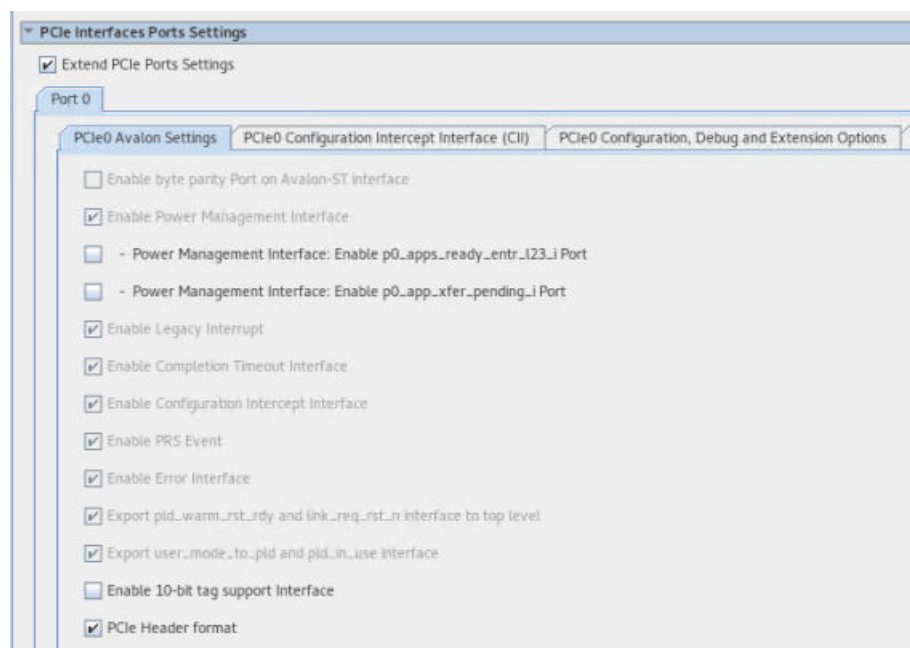 PCIe Interfaces Ports Settings
Extend PCIe Ports Settings
Port 0
PCIe0 Avalon Settings PCIe0 Configuration Intercept Interface (CII) PCIe0 Configuration, Debug and Extension Options
Enable byte parity Port on Avalon-ST interface
Enable Power Management Interface
- Power Management Interface: Enable p0_apps_ready_entr_l23_i Port
- Power Management Interface: Enable p0_app_xfer_pending_i Port
Enable Legacy Interrupt
Enable Completion Timeout Interface
Enable Configuration Intercept Interface
Enable PRS Event
Enable Error Interface
Export pld_warm_rst_rdy and link_req_rst_n interface to top level
Export user_mode_to_pld and pld_in_use interface
Enable 10-bit tag support Interface
PCIe Header format